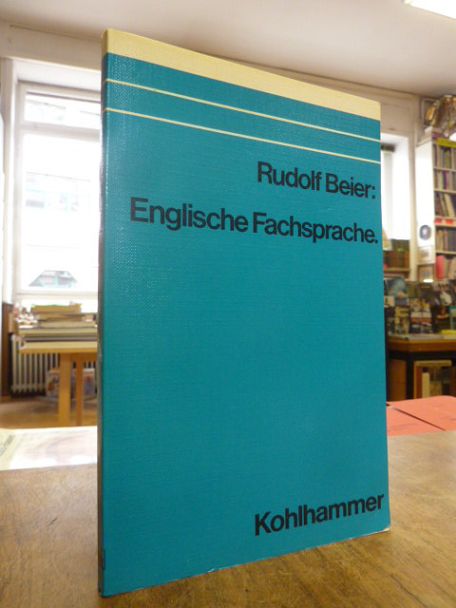 Rudolf Beier:
Englische Fachsprache.
Kohlhammer